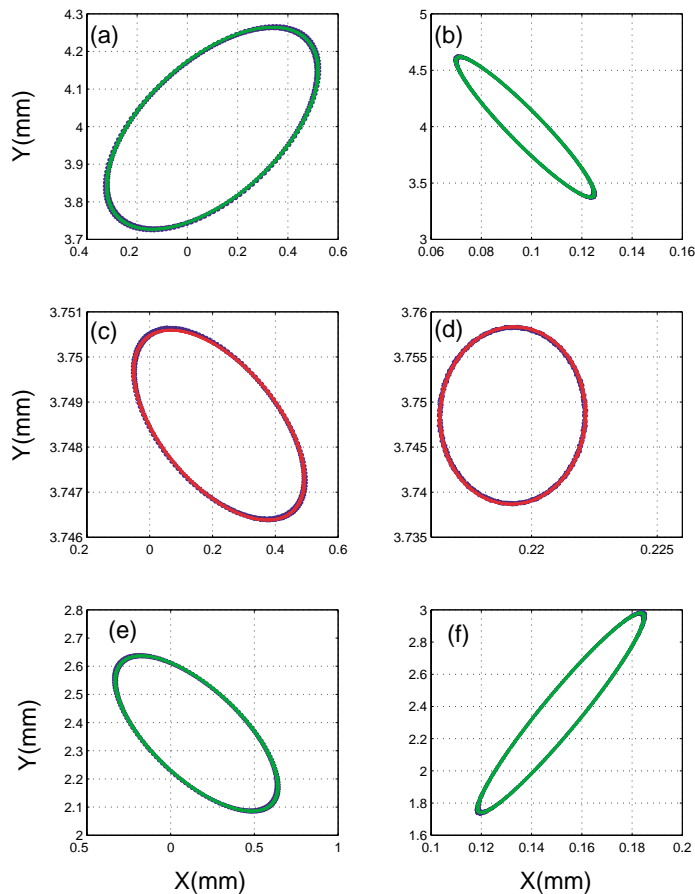 (a)
4.3
4.2
4.1
4
3.9
3.8
3.7
0.4 0.2 0 0.2 0.4 0.6
Y(mm)
(b)
5
4.5
4
3.5
3
0.06 0.08 0.1 0.12 0.14 0.16
(c)
3.751
3.75
3.749
3.748
3.747
3.746
0.2 0 0.2 0.4 0.6
Y(mm)
(d)
3.76
3.755
3.75
3.745
3.74
3.735
0.22 0.225
(e)
2.8
2.7
2.6
2.5
2.4
2.3
2.2
2.1
2
0.5 0 0.5 1
Y(mm)
X(mm)
(f)
3
2.8
2.6
2.4
2.2
2
1.8
1.6
0.1 0.12 0.14 0.16 0.18 0.2
X(mm)